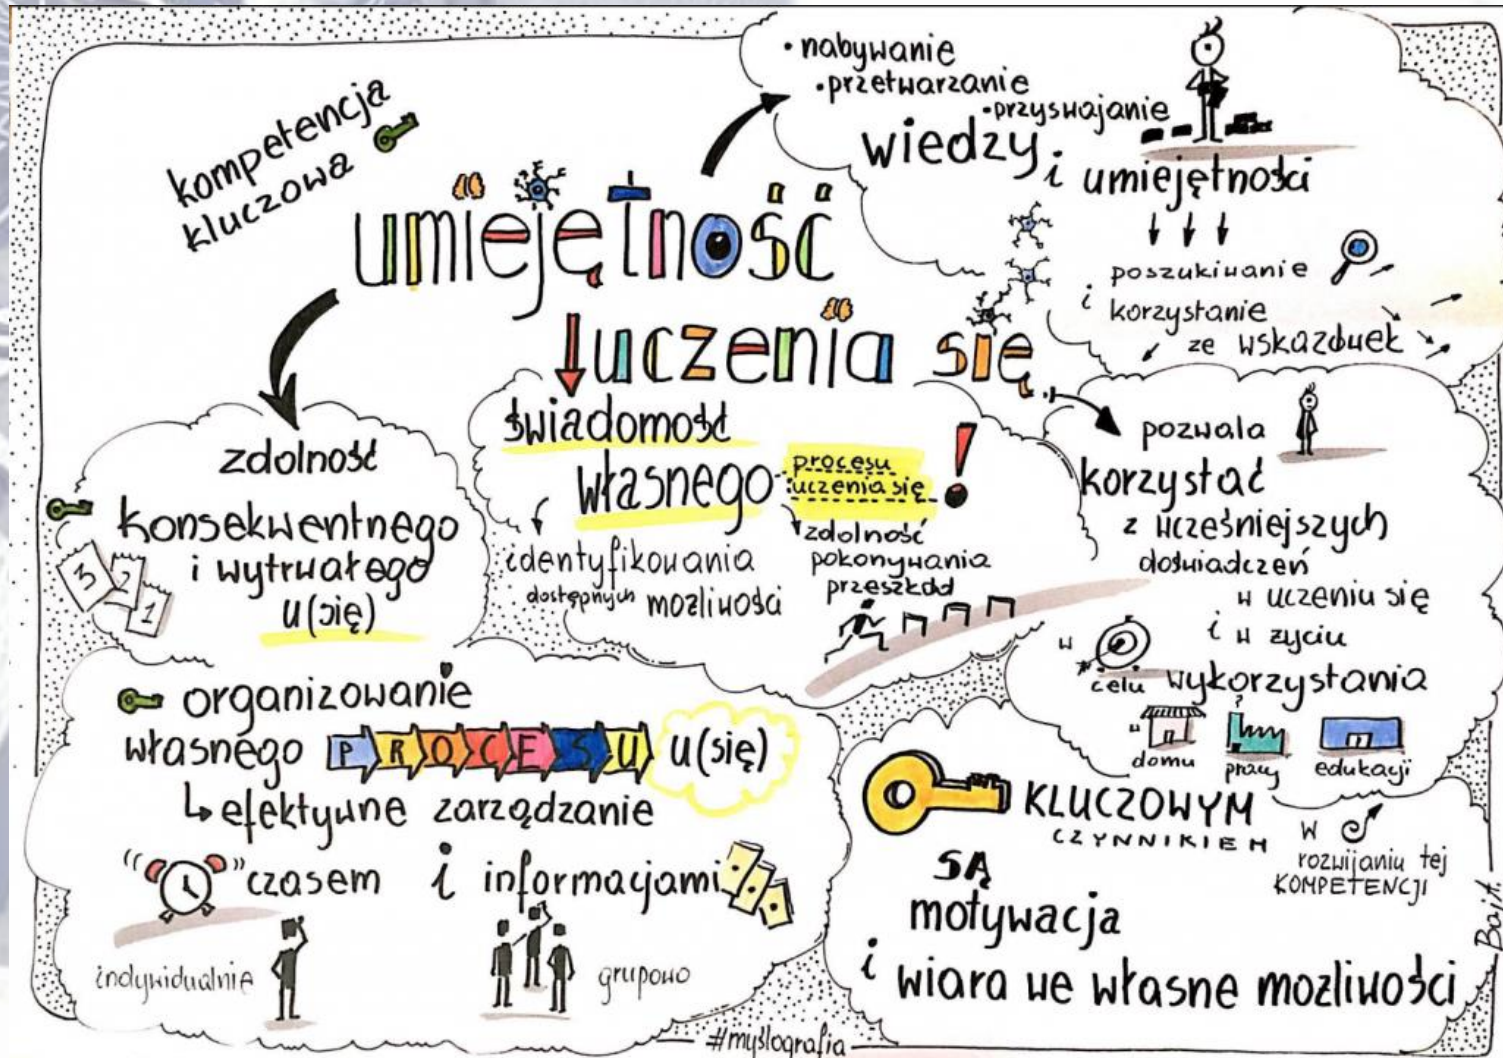 kompetencja
kluczowa
umiejętność
uczenia się
• nabywanie
• przetwarzanie
• przyswajanie
wiedzy i umiejętności
poszukiwanie
i korzystanie
ze wskazówek
zdolność
konsekwentnego
i wytrwałego
u(się)
3 2 1
świadomość
własnego procesu
uczenia się !
identyfikowania
dostępnych możliwości
zdolność
pokonywania
przeszkód
pozwala
korzystać
z wcześniejszych
doświadczeń
w uczeniu się
i w życiu
w celu wykorzystania
w domu
? pracy
edukacji
organizowanie
własnego PROCESU u(się)
efektywne zarządzanie
czasem i informacjami
indywidualnie
grupowo
KLUCZOWYM
CZYNNIKIEM
W
rozwijaniu tej
KOMPETENCJI
SĄ
motywacja
i wiara we własne możliwości
#myślografia